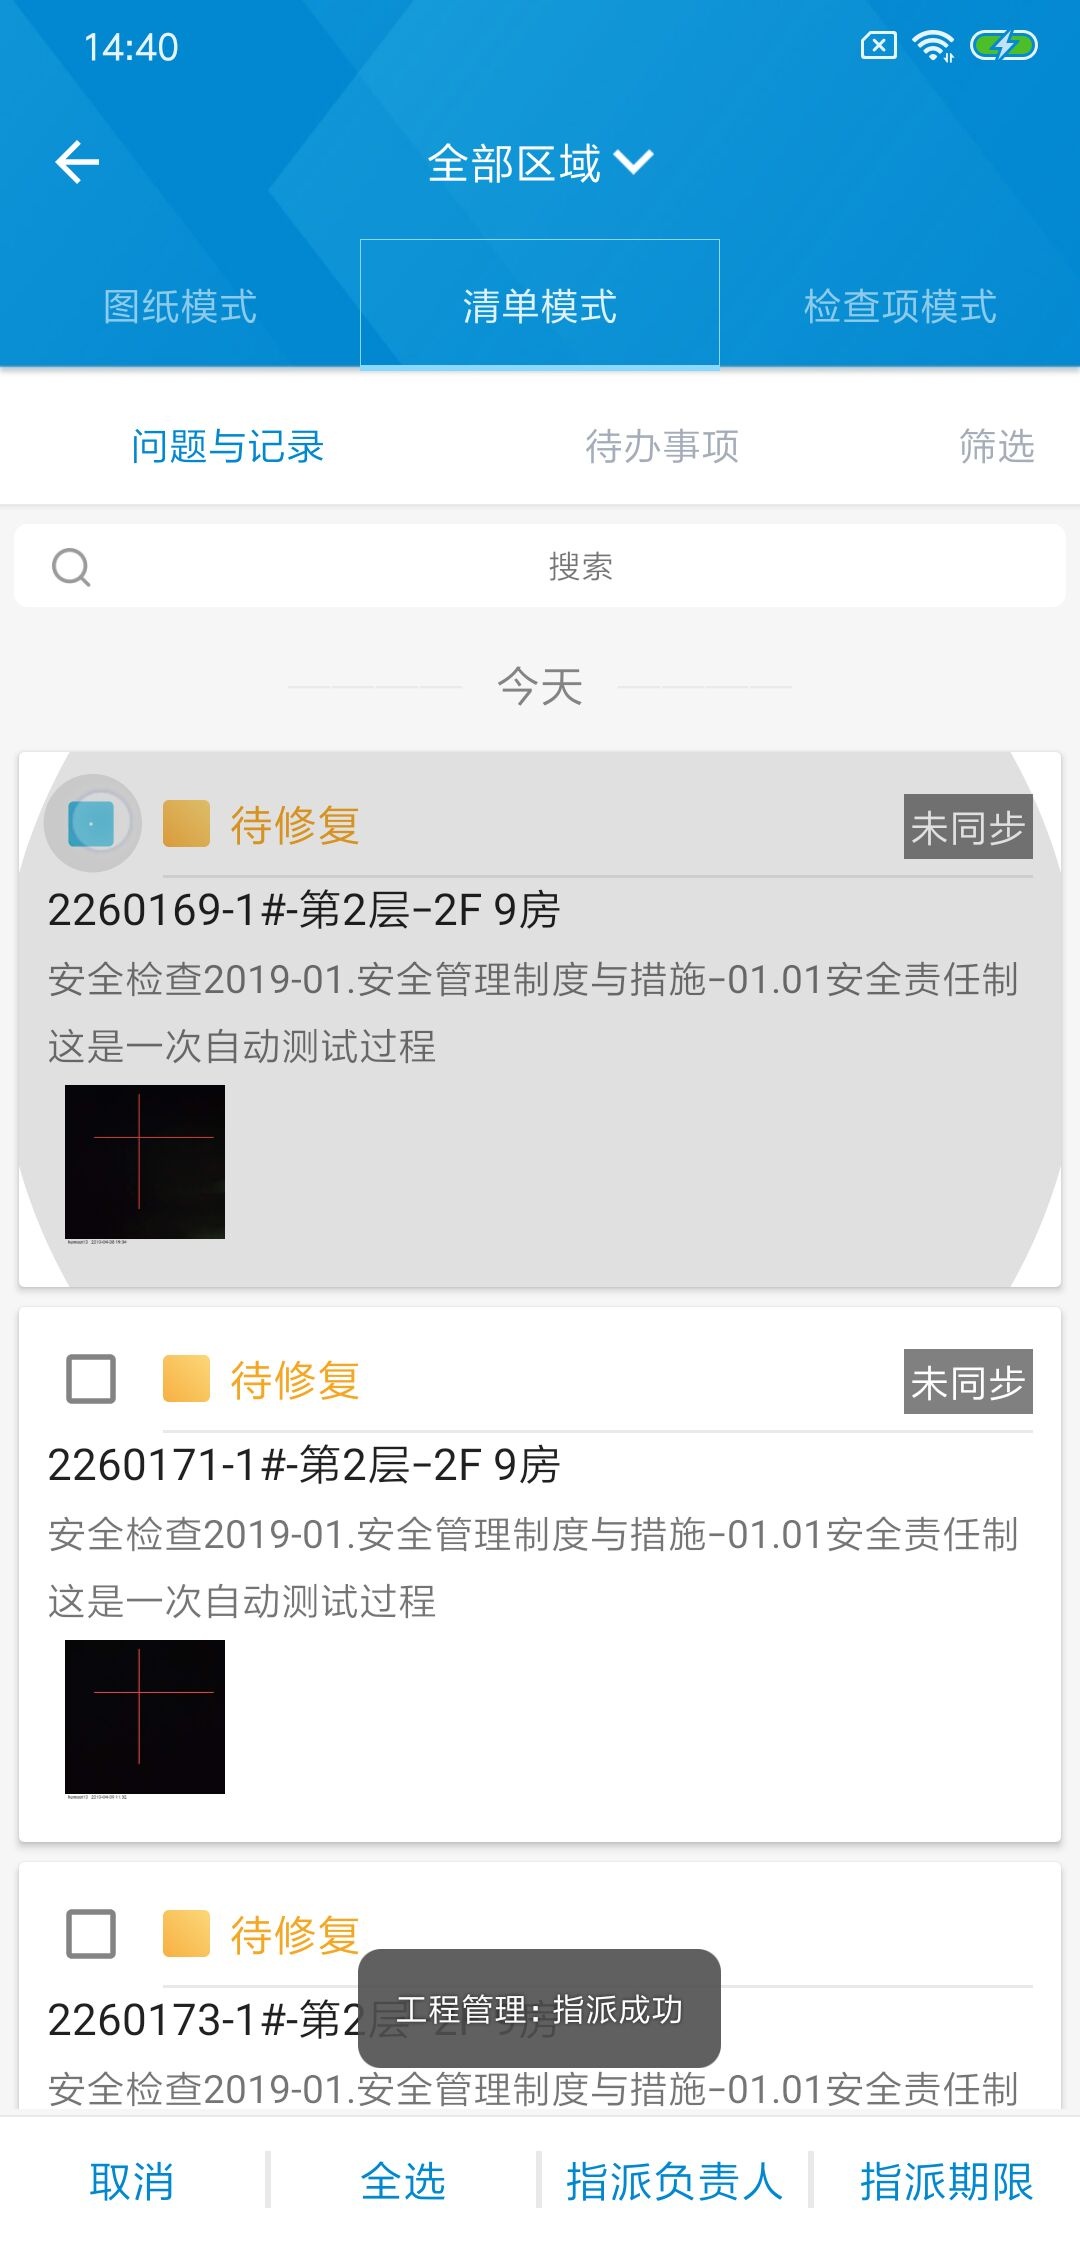 14:40
全部区域
图纸模式
清单模式
检查项模式
问题与记录
待办事项
筛选
搜索
今天
待修复
未同步
2260169-1#-第2层-2F 9房
安全检查2019-01.安全管理制度与措施-01.01安全责任制
这是一次自动测试过程
待修复
未同步
2260171-1#-第2层-2F 9房
安全检查2019-01.安全管理制度与措施-01.01安全责任制
这是一次自动测试过程
待修复
2260173-1#-第2层-2F 9房
工程管理: 指派成功
安全检查2019-01.安全管理制度与措施-01.01安全责任制
取消
全选
指派负责人
指派期限